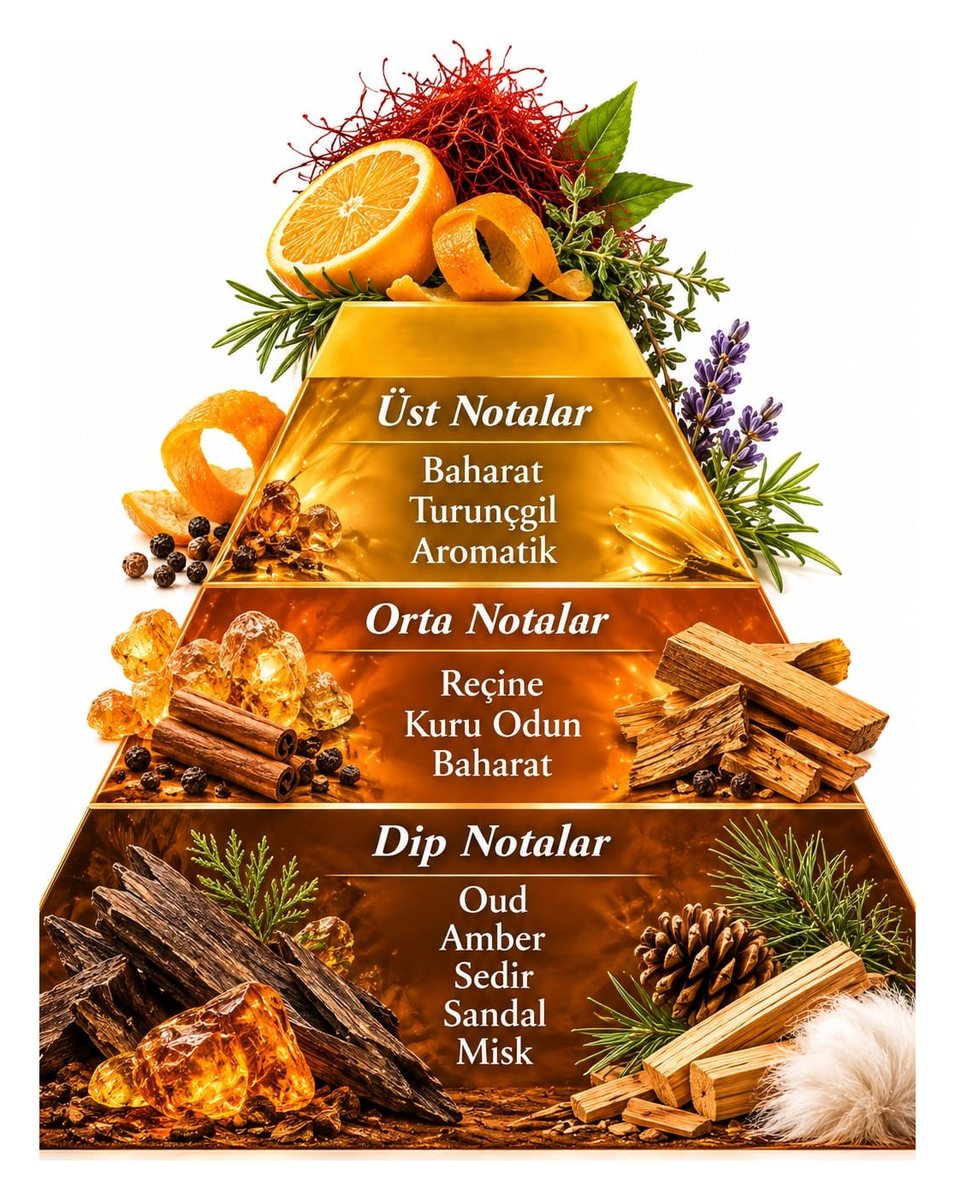 Üst Notalar
Baharat
Turunçgil
Aromatik
Orta Notalar
Reçine
Kuru Odun
Baharat
Dip Notalar
Oud
Amber
Sedir
Sandal
Misk